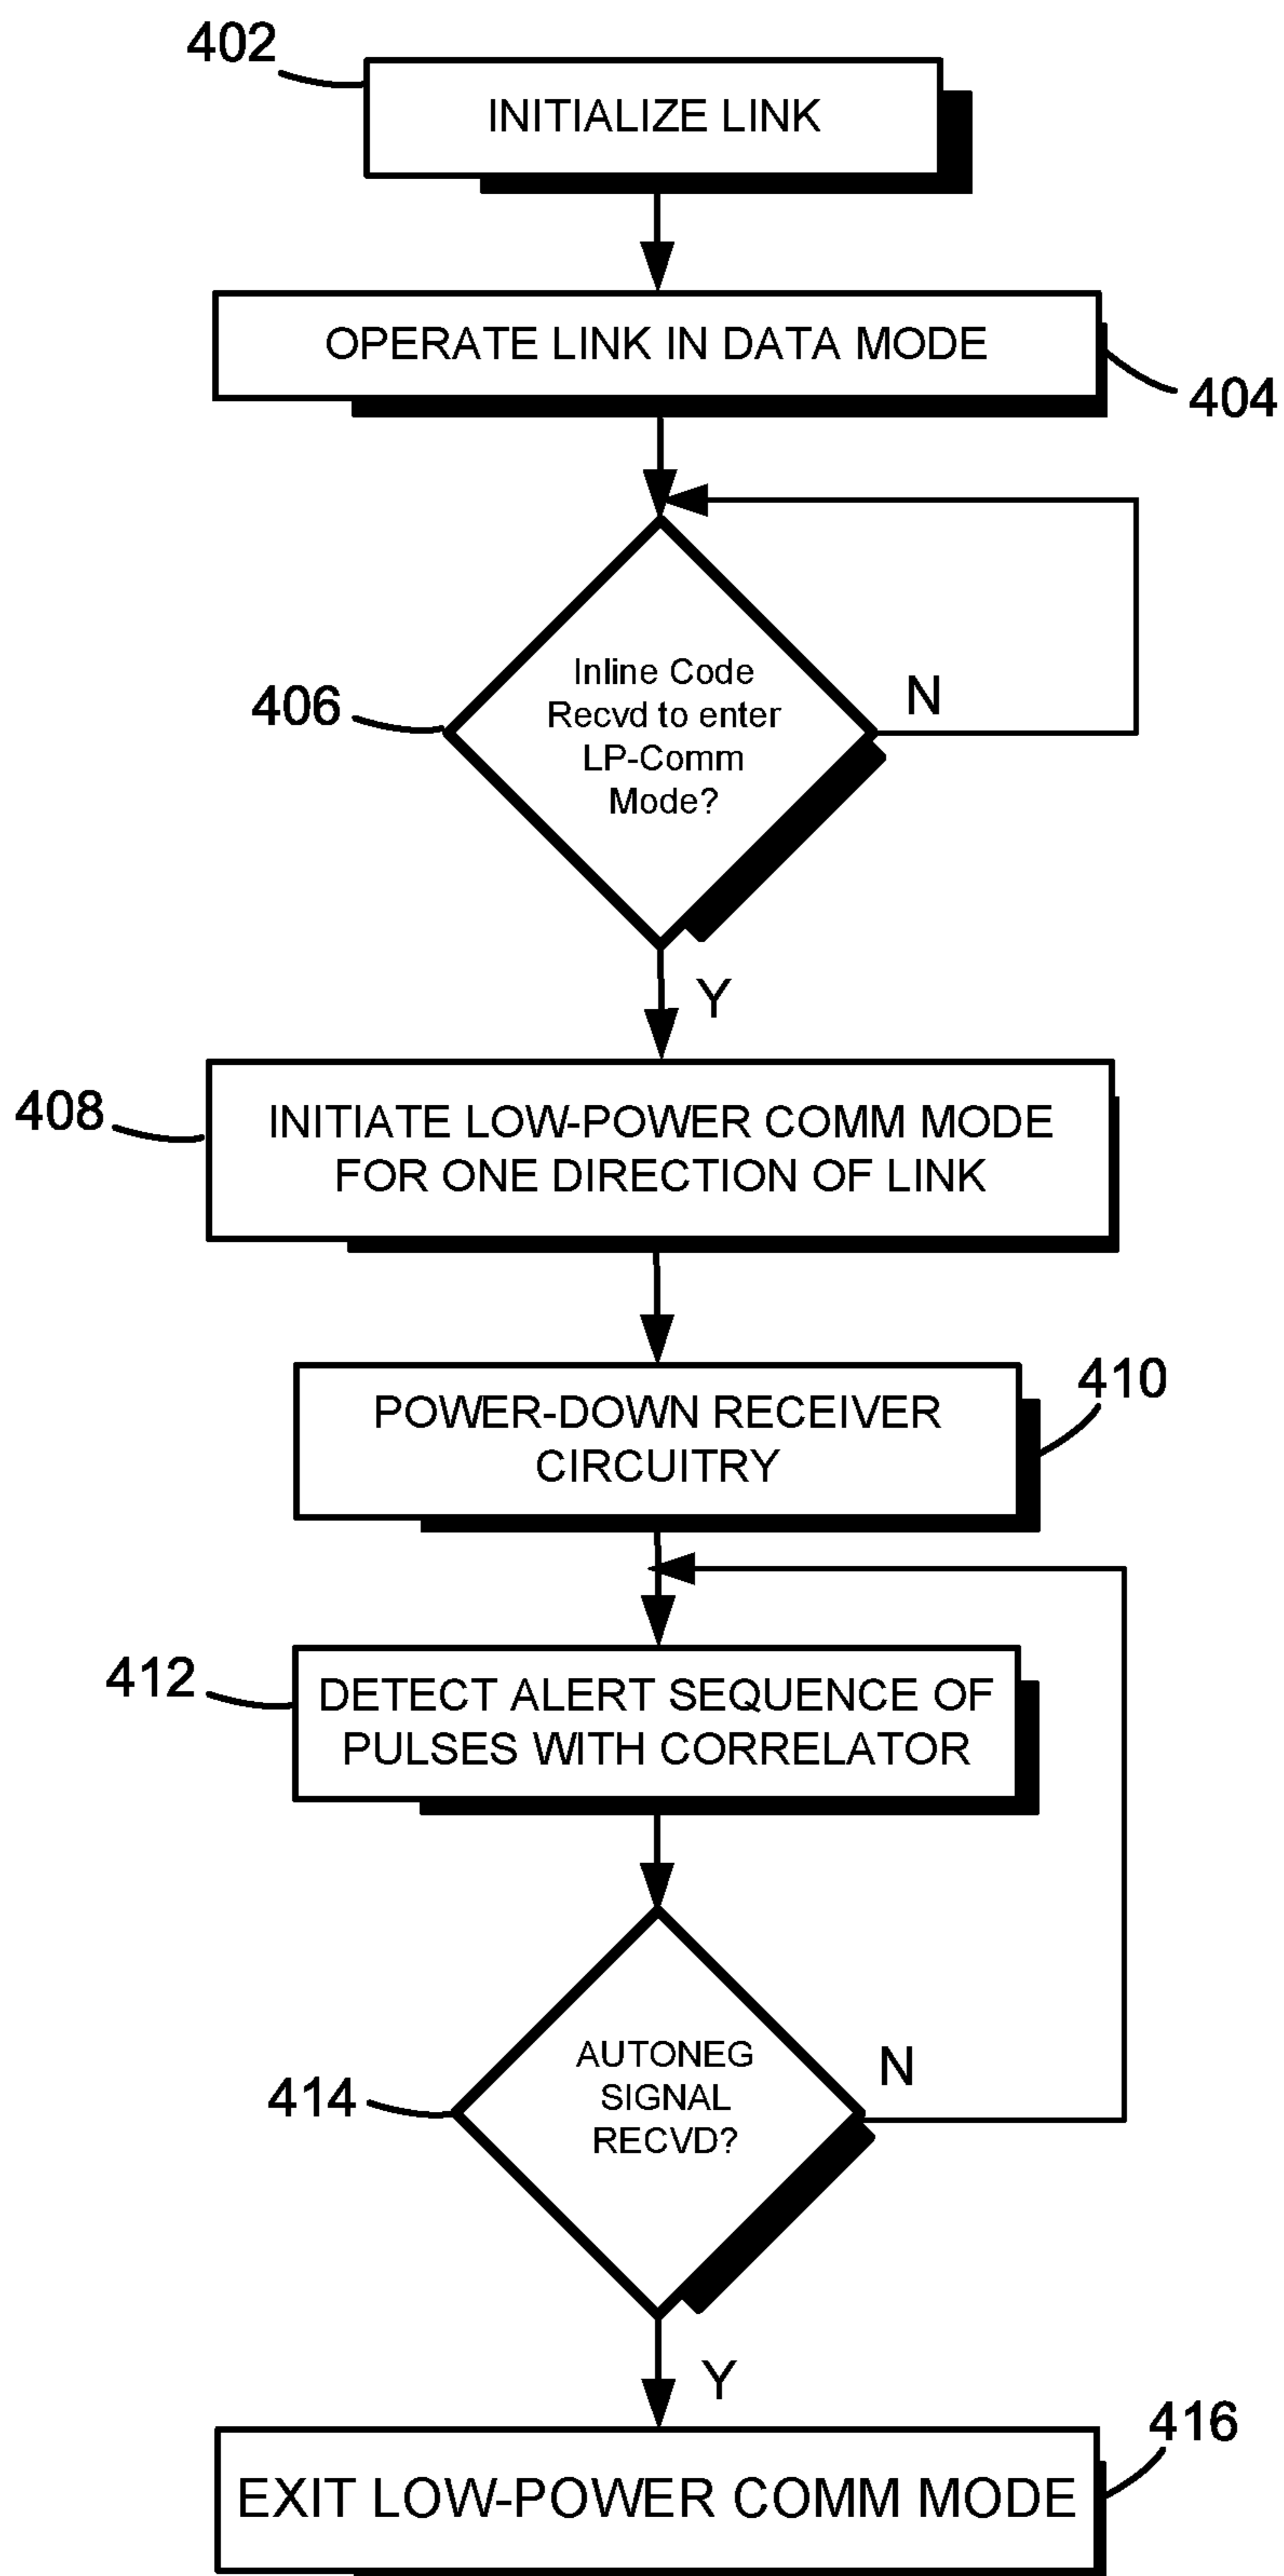 402
INITIALIZE LINK
OPERATE LINK IN DATA MODE
404
Inline Code
Recvd to enter
LP-Comm
Mode?
406
N
Y
408
INITIATE LOW-POWER COMM MODE
FOR ONE DIRECTION OF LINK
410
POWER-DOWN RECEIVER
CIRCUITRY
412
DETECT ALERT SEQUENCE OF
PULSES WITH CORRELATOR
AUTONEG
SIGNAL
RECVD?
414
N
Y
416
EXIT LOW-POWER COMM MODE